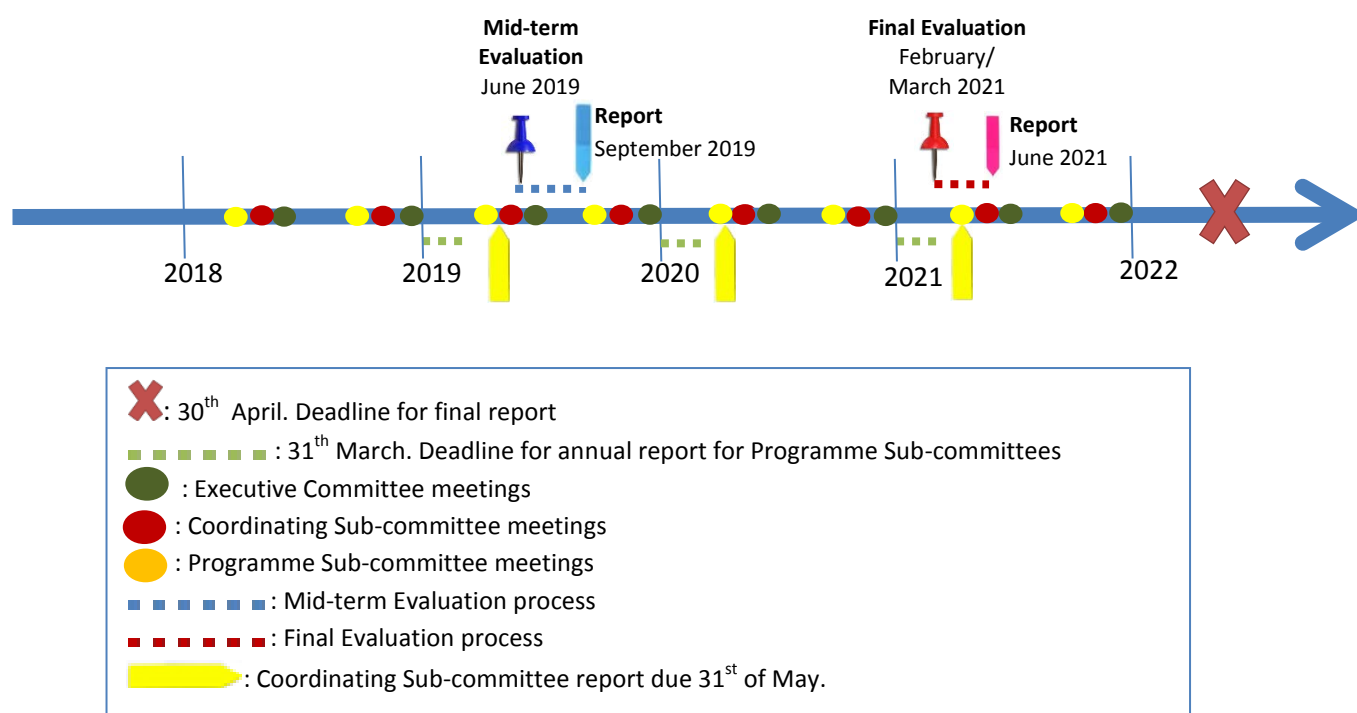 Mid-term
Evaluation
June 2019
Report
September 2019
Final Evaluation
February/
March 2021
Report
June 2021
2018
2019
2020
2021
2022
: 30th April. Deadline for final report
: 31th March. Deadline for annual report for Programme Sub-committees
: Executive Committee meetings
: Coordinating Sub-committee meetings
: Programme Sub-committee meetings
: Mid-term Evaluation process
: Final Evaluation process
: Coordinating Sub-committee report due 31st of May.